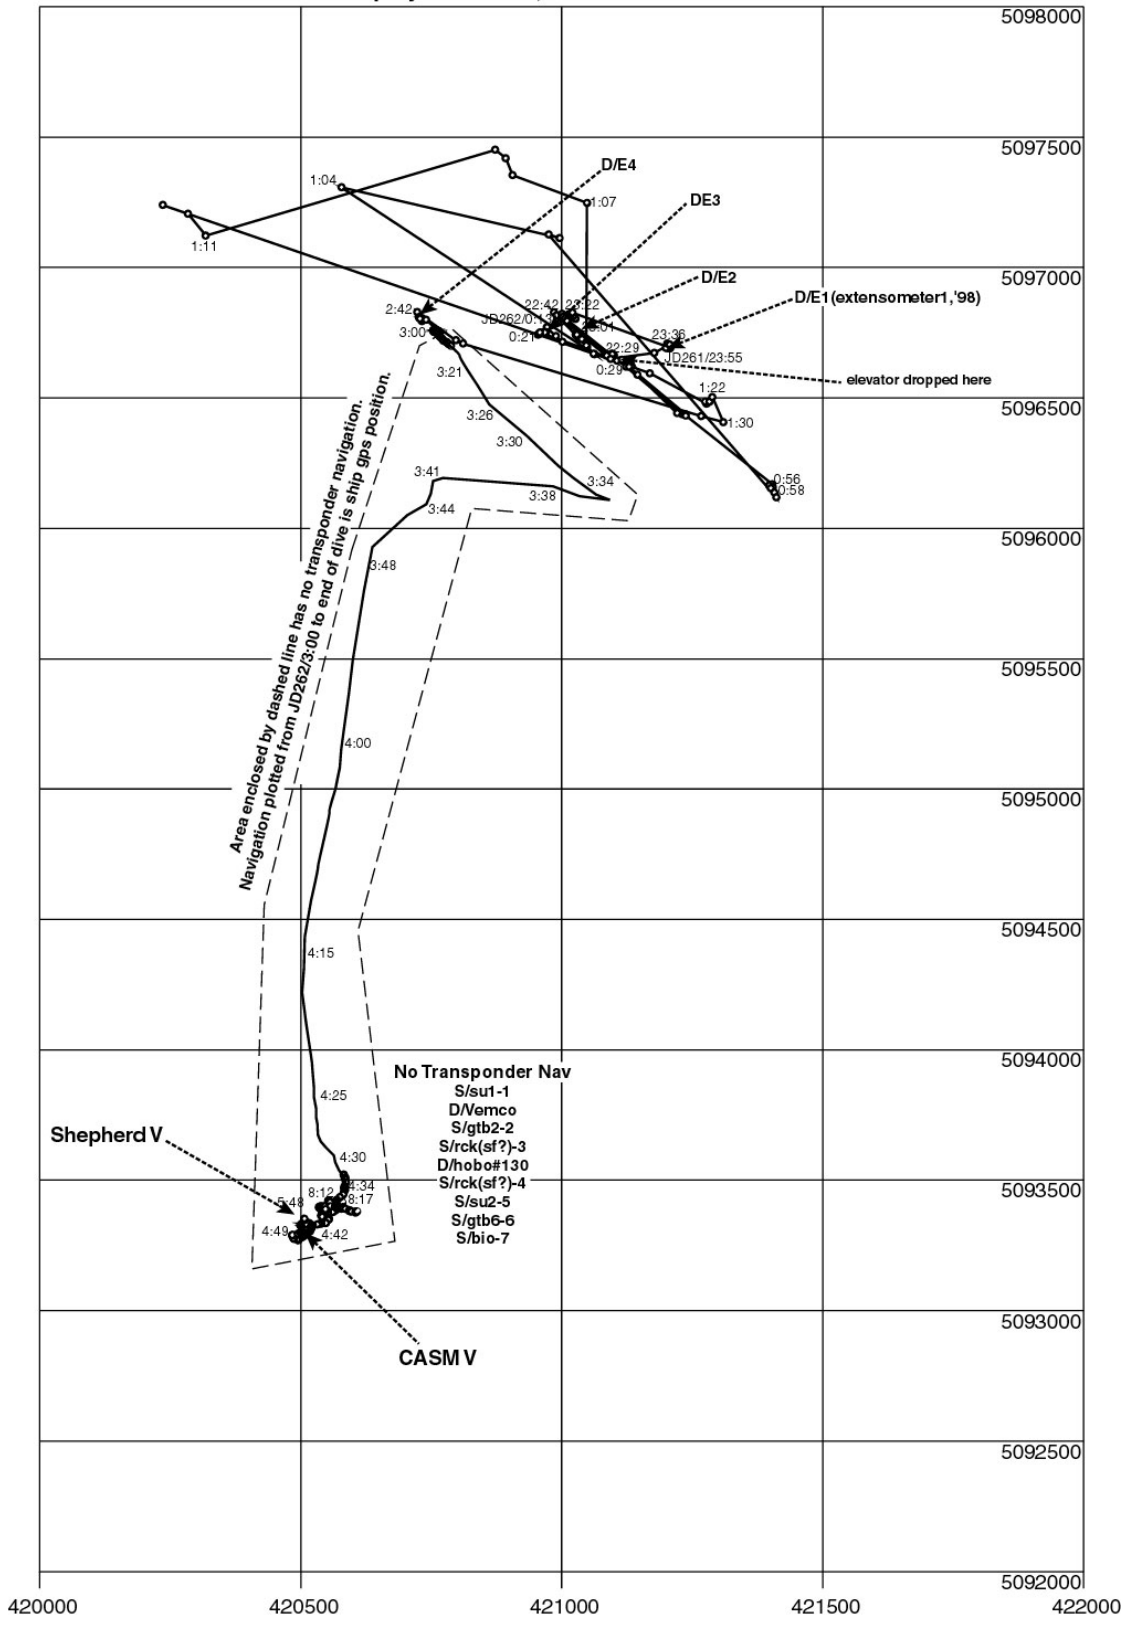 5098000
5097500
D/E4
1:04
DE3
1:07
1:11
5097000
D/E2
D/E1(extensometer1,'98)
2:42
22:42
23:22
JD262/0:13
3:00
0:21
23:36
22:29
JD261/23:55
3:21
0:29
elevator dropped here
1:22
5096500
3:26
1:30
3:30
3:41
3:34
0:56
0:58
3:38
3:44
5096000
3:48
Area enclosed by dashed line has no transponder navigation.
Navigation plotted from JD262/3:00 to end of dive is ship gps position.
5095500
4:00
5095000
5094500
4:15
5094000
No Transponder Nav
S/su1-1
4:25
D/Vemco
S/gtb2-2
Shepherd V
S/rck(sf?)-3
4:30
D/hobo#130
5093500
S/rck(sf?)-4
4:34
8:12
8:17
5:48
S/su2-5
S/gtb6-6
4:49
4:42
S/bio-7
5093000
CASM V
5092500
5092000
420000
420500
421000
421500
422000